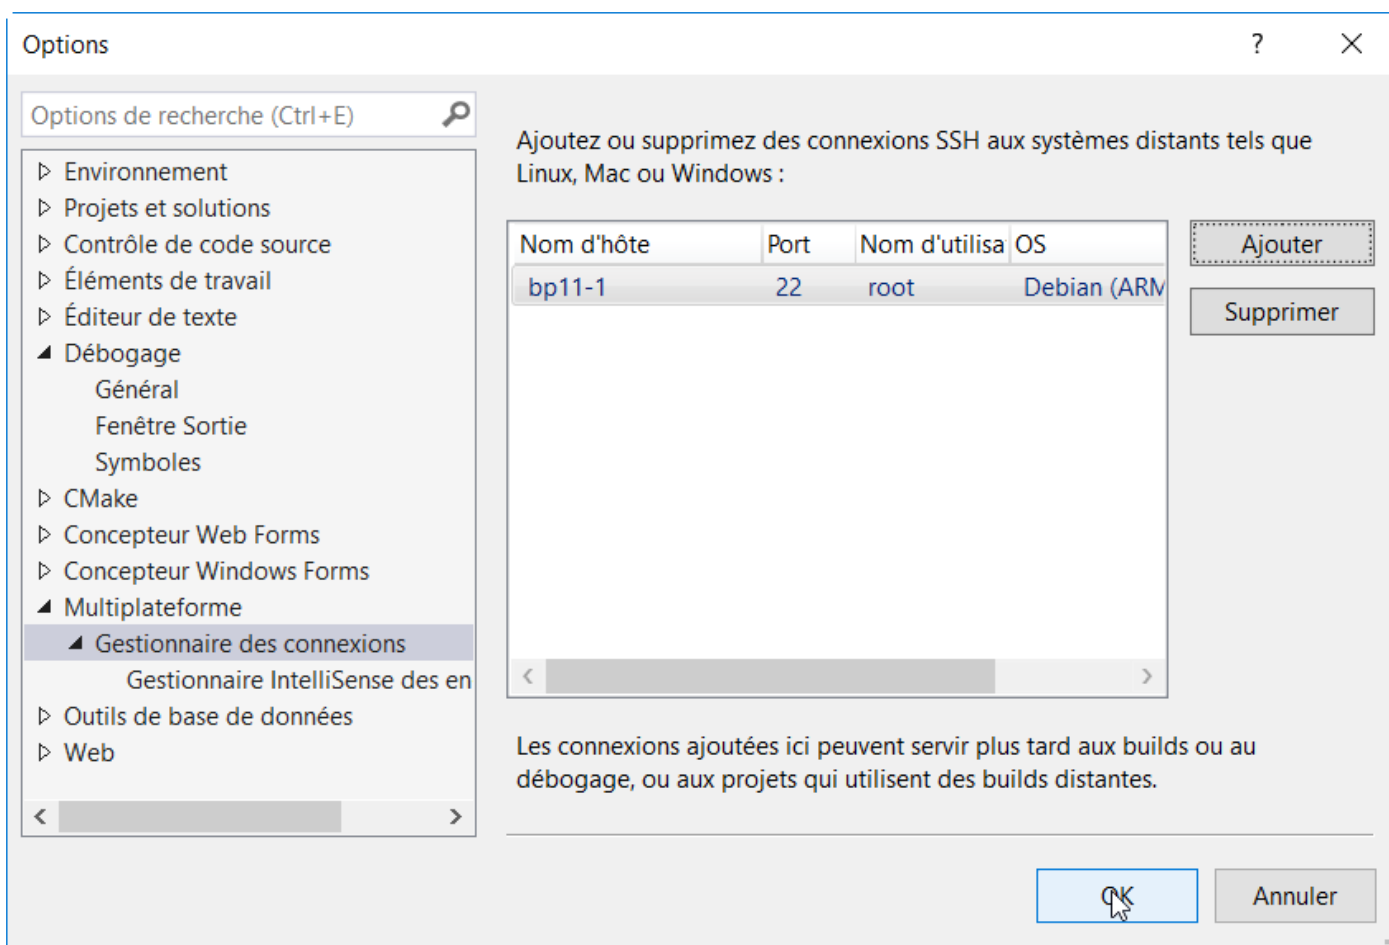 Options
?
Options de recherche (Ctrl+E)
Environnement
Projets et solutions
Contrôle de code source
Éléments de travail
Éditeur de texte
Débogage
Général
Fenêtre Sortie
Symboles
CMake
Concepteur Web Forms
Concepteur Windows Forms
Multiplateforme
Gestionnaire des connexions
Gestionnaire IntelliSense des en
Outils de base de données
Web
Ajoutez ou supprimez des connexions SSH aux systèmes distants tels que
Linux, Mac ou Windows :
Nom d'hôte Port Nom d'utilisa OS
bp11-1 22 root Debian (ARM
Ajouter
Supprimer
Les connexions ajoutées ici peuvent servir plus tard aux builds ou au
débogage, ou aux projets qui utilisent des builds distantes.
OK Annuler